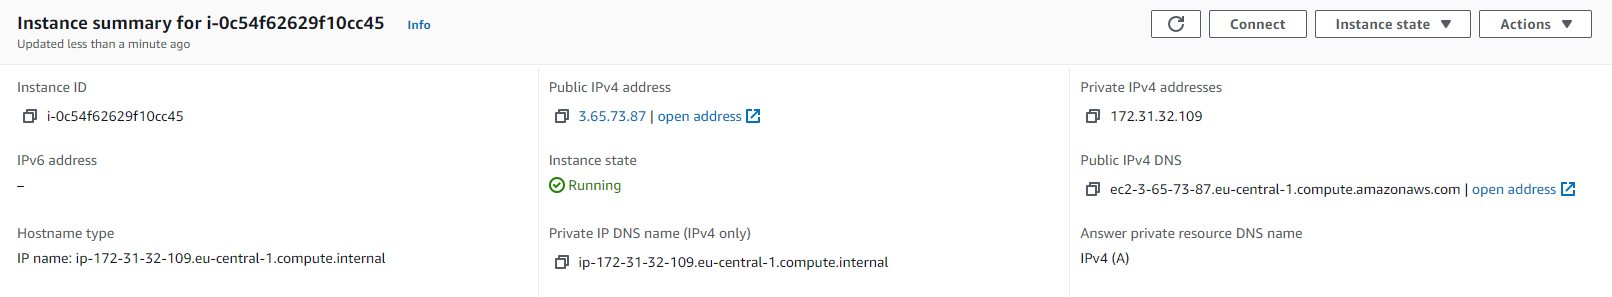 Instance summary for i-0c54f62629f10cc45 Info
Updated less than a minute ago
Connect
Instance state
Actions
Instance ID
i-0c54f62629f10cc45
Public IPv4 address
3.65.73.87 | open address
Private IPv4 addresses
172.31.32.109
IPv6 address
–
Instance state
Running
Public IPv4 DNS
ec2-3-65-73-87.eu-central-1.compute.amazonaws.com | open address
Hostname type
IP name: ip-172-31-32-109.eu-central-1.compute.internal
Private IP DNS name (IPv4 only)
ip-172-31-32-109.eu-central-1.compute.internal
Answer private resource DNS name
IPv4 (A)